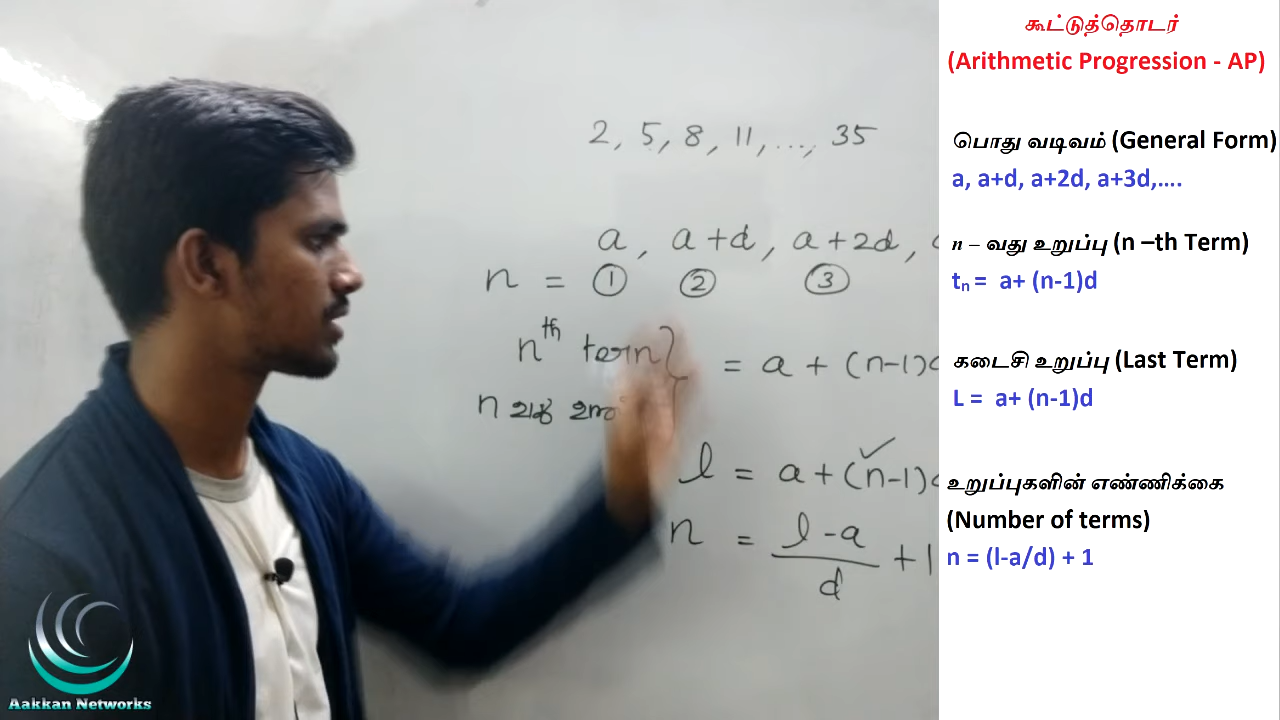 2, 5, 8, 11, ..., 35
a, a+d, a+2d,
n = ① ② ③
nth = a + (n-1)
n வது
l = a + (n-1)
n = l-a/d + 1
கூட்டுத்தொடர்
(Arithmetic Progression - AP)
பொது வடிவம் (General Form)
a, a+d, a+2d, a+3d,....
n – வது உறுப்பு (n –th Term)
tn = a+ (n-1)d
கடைசி உறுப்பு (Last Term)
L = a+ (n-1)d
உறுப்புகளின் எண்ணிக்கை
(Number of terms)
n = (l-a/d) + 1
Aakkan Networks